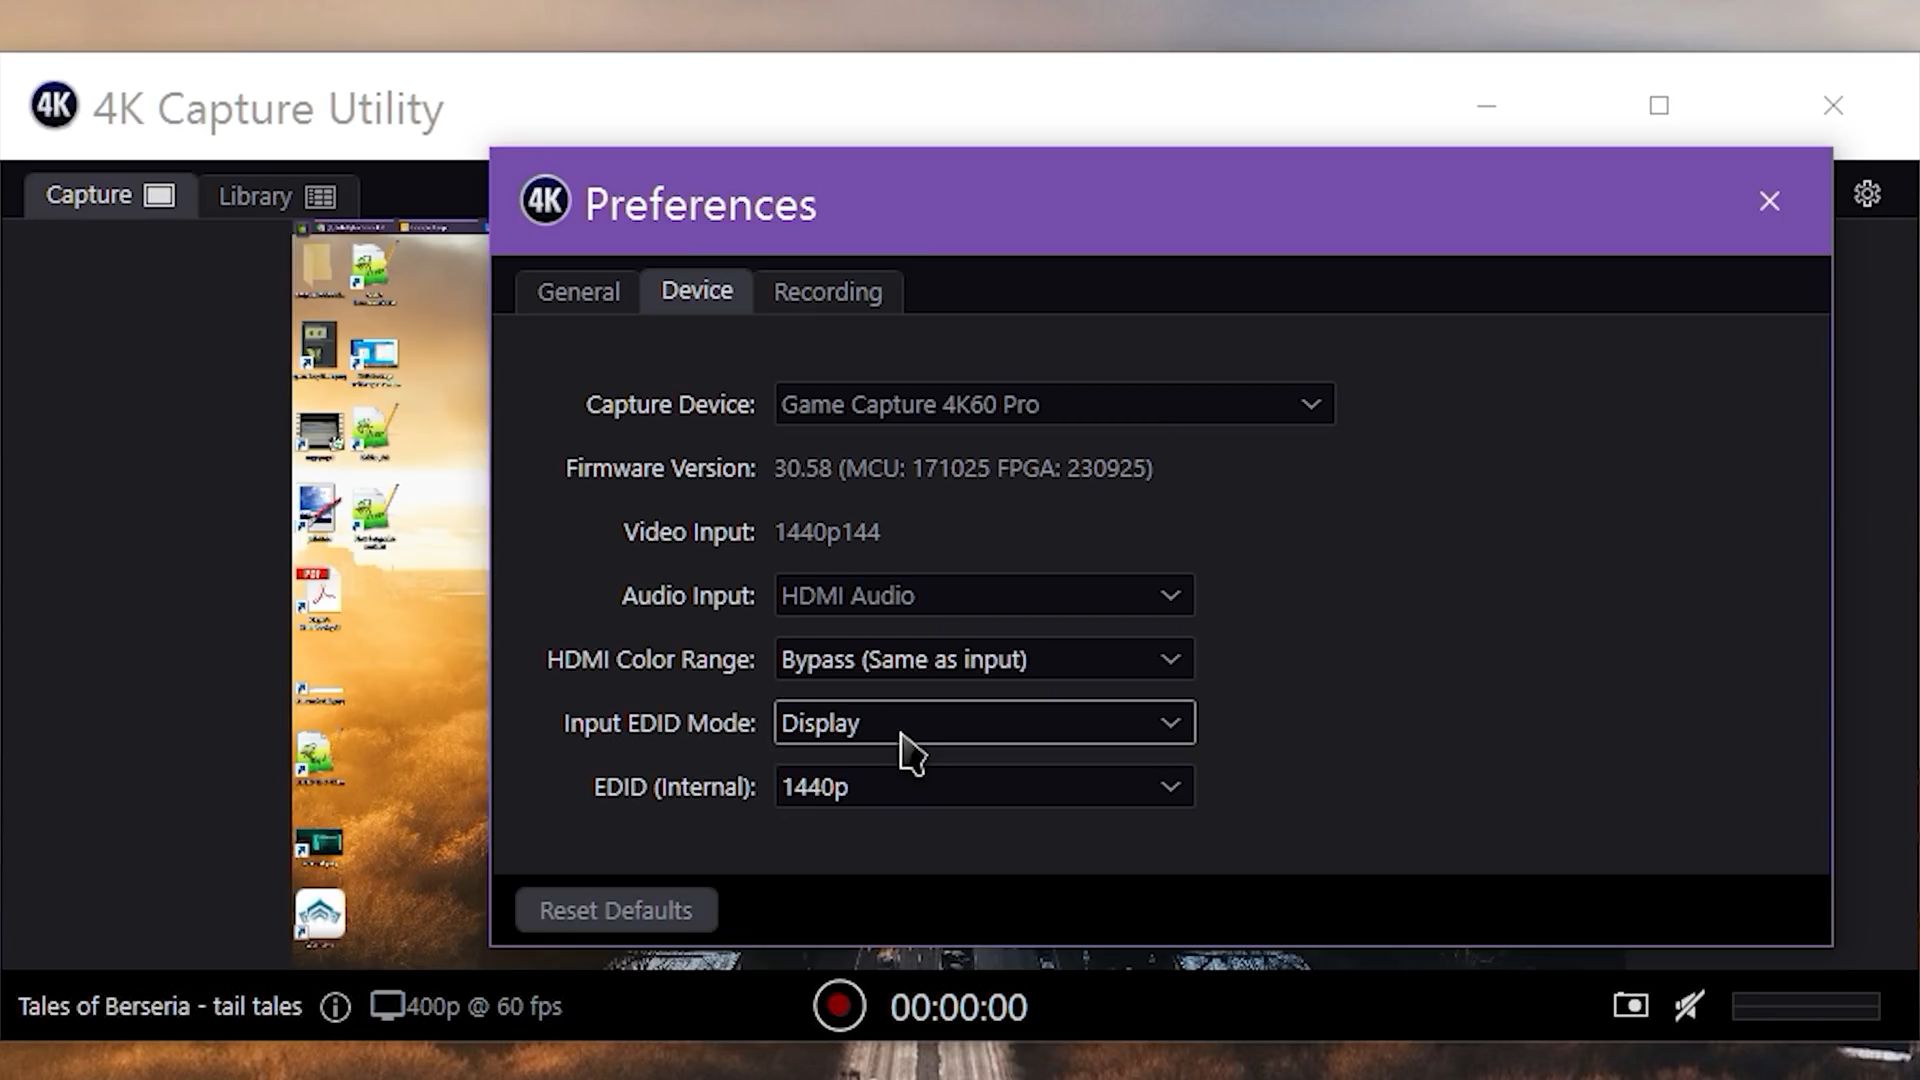 4K 4K Capture Utility
Capture
Library
4K Preferences
General
Device
Recording
Capture Device: Game Capture 4K60 Pro
Firmware Version: 30.58 (MCU: 171025 FPGA: 230925)
Video Input: 1440p144
Audio Input: HDMI Audio
HDMI Color Range: Bypass (Same as input)
Input EDID Mode: Display
EDID (Internal): 1440p
PDF
Reset Defaults
Tales of Berseria - tail tales
400p @ 60 fps
00:00:00